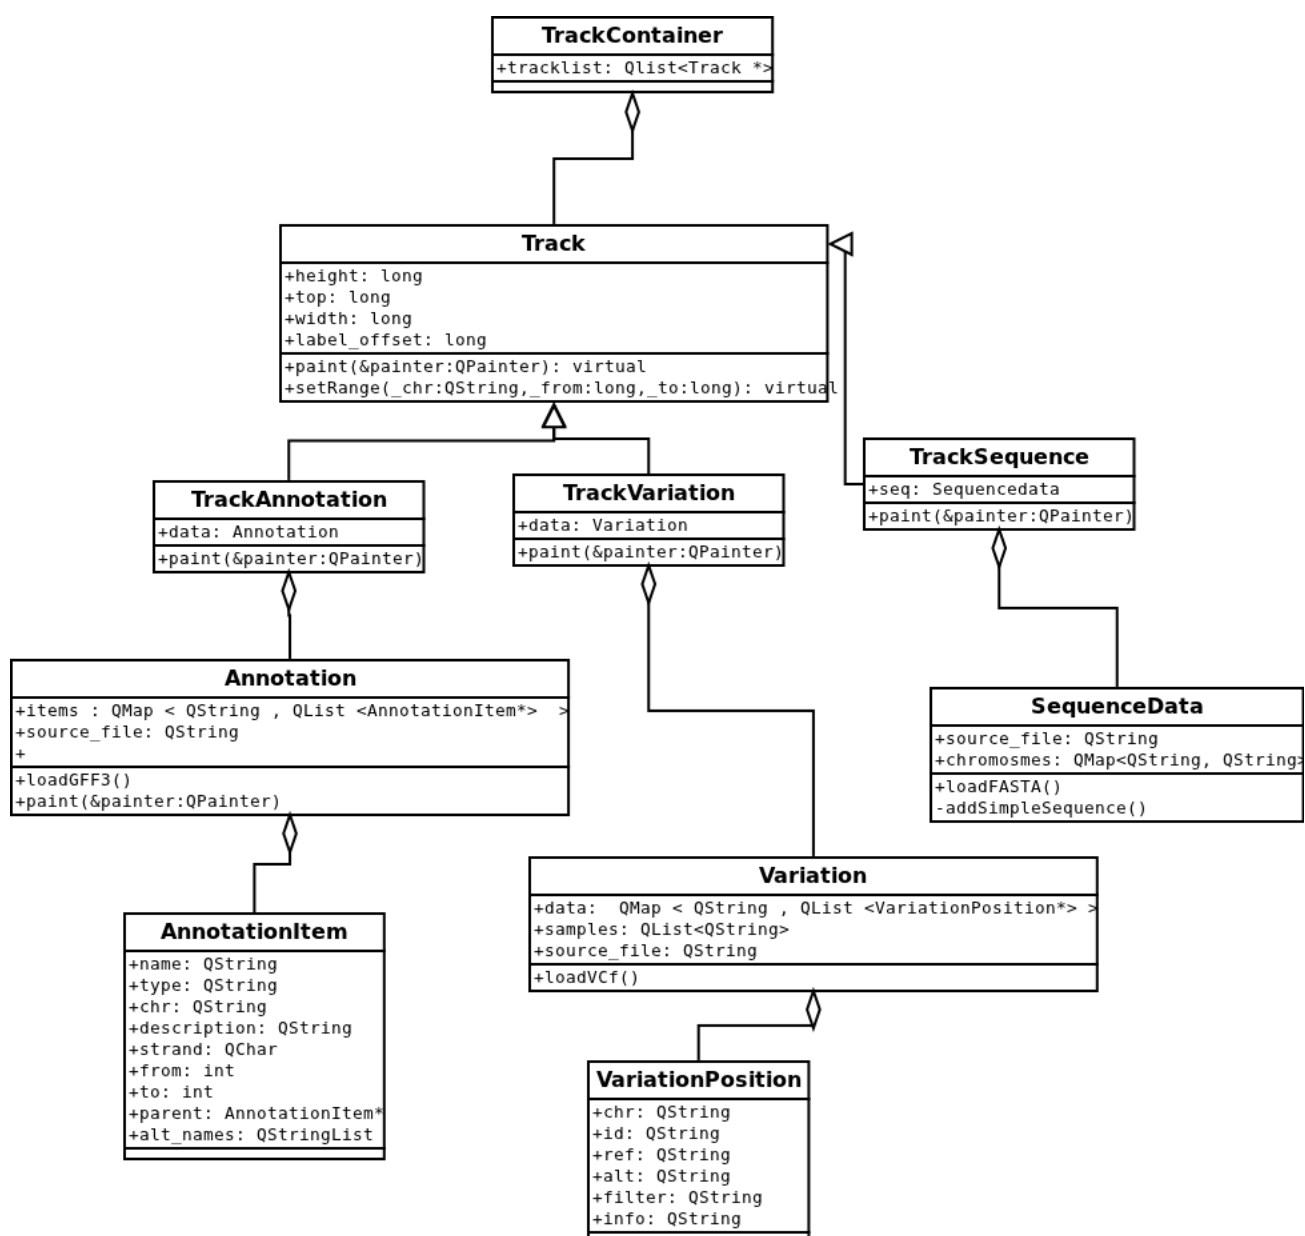 TrackContainer
+tracklist: Qlist<Track *>
Track
+height: long
+top: long
+width: long
+label_offset: long
+paint(&painter:QPainter): virtual
+setRange(_chr:QString,_from:long,_to:long): virtual
TrackAnnotation
+data: Annotation
+paint(&painter:QPainter)
TrackVariation
+data: Variation
+paint(&painter:QPainter)
TrackSequence
+seq: Sequencedata
+paint(&painter:QPainter)
Annotation
+items : QMap < QString , QList <AnnotationItem*>  >
+source_file: QString
+
+loadGFF3()
+paint(&painter:QPainter)
SequenceData
+source_file: QString
+chromosmes: QMap<QString, QString>
+loadFASTA()
-addSimpleSequence()
Variation
+data:  QMap < QString , QList <VariationPosition*> >
+samples: QList<QString>
+source_file: QString
+loadVCf()
AnnotationItem
+name: QString
+type: QString
+chr: QString
+description: QString
+strand: QChar
+from: int
+to: int
+parent: AnnotationItem*
+alt_names: QStringList
VariationPosition
+chr: QString
+id: QString
+ref: QString
+alt: QString
+filter: QString
+info: QString